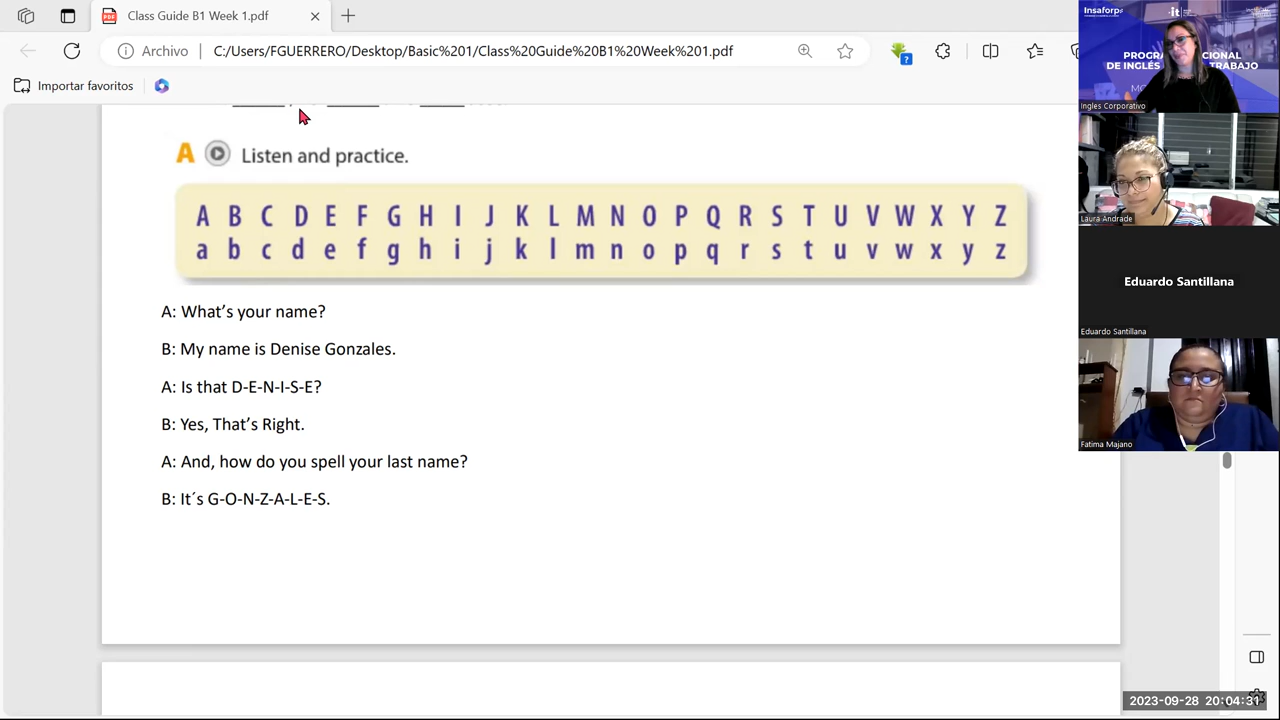 Class Guide B1 Week 1.pdf
Archivo
C:/Users/FGUERRERO/Desktop/Basic%201/Class%20Guide%20B1%20Week%201.pdf
Importar favoritos
A Listen and practice.
A B C D E F G H I J K L M N O P Q R S T U V W X Y Z
a b c d e f g h i j k l m n o p q r s t u v w x y z
A: What’s your name?
B: My name is Denise Gonzales.
A: Is that D-E-N-I-S-E?
B: Yes, That’s Right.
A: And, how do you spell your last name?
B: It´s G-O-N-Z-A-L-E-S.
Insaforp
Ingles Corporativo
Laura Andrade
Eduardo Santillana
Eduardo Santillana
Fatima Majano
2023-09-28 20:04:31